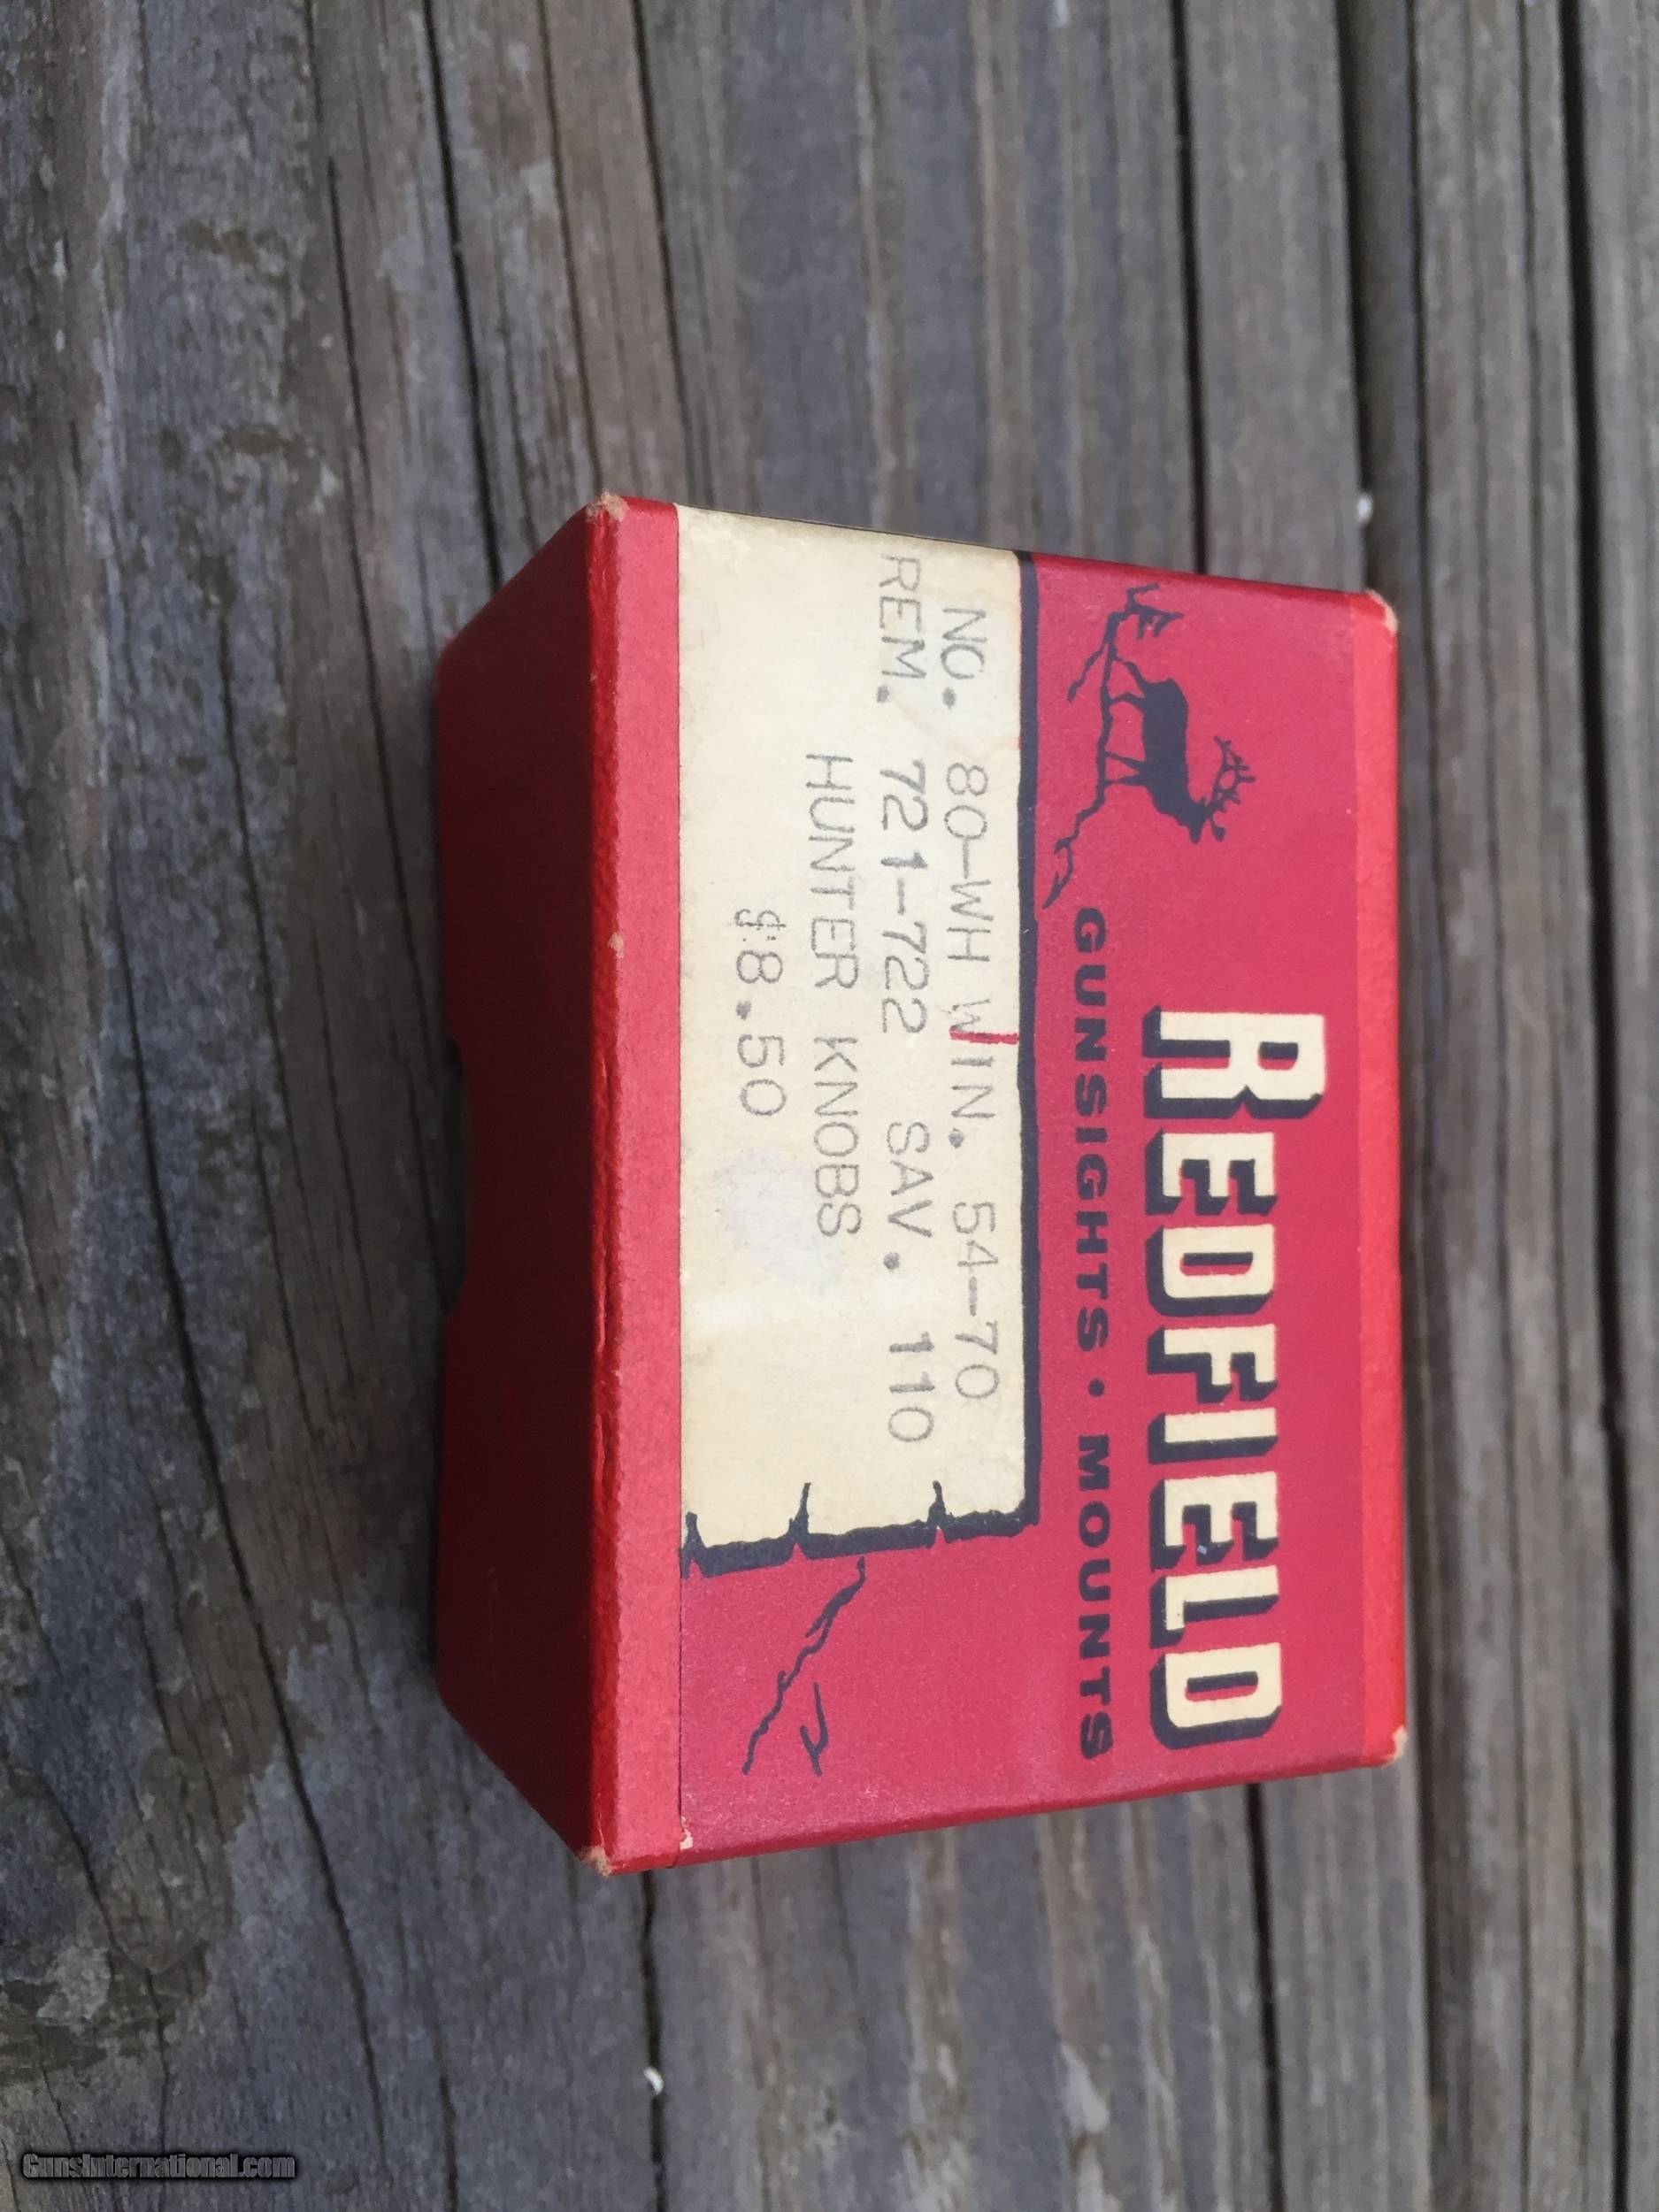 REDFIELD
GUNSIGHTS · MOUNTS
NO. 80-WH WIN. 54-70
REM. 721-722 SAV. 110
HUNTER KNOBS
$8.50
GunsInternational.com